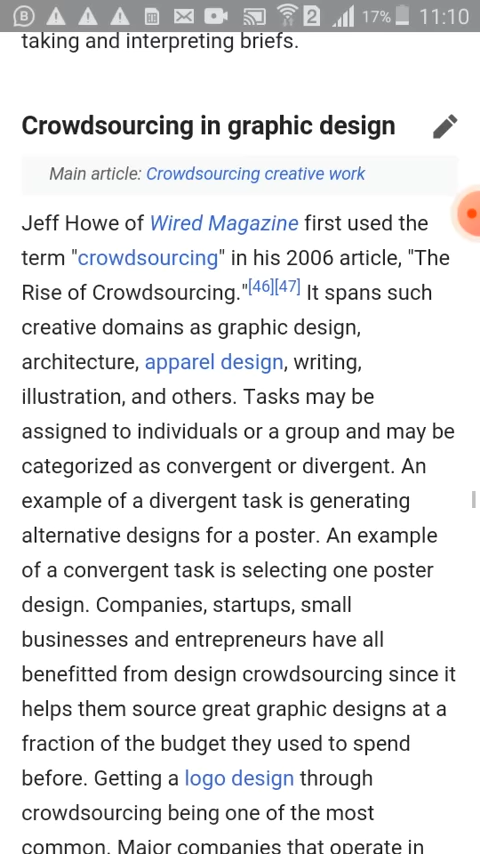 2 17% 11:10
taking and interpreting briefs.
Crowdsourcing in graphic design
Main article: Crowdsourcing creative work
Jeff Howe of Wired Magazine first used the
term "crowdsourcing" in his 2006 article, "The
Rise of Crowdsourcing."[46][47] It spans such
creative domains as graphic design,
architecture, apparel design, writing,
illustration, and others. Tasks may be
assigned to individuals or a group and may be
categorized as convergent or divergent. An
example of a divergent task is generating
alternative designs for a poster. An example
of a convergent task is selecting one poster
design. Companies, startups, small
businesses and entrepreneurs have all
benefitted from design crowdsourcing since it
helps them source great graphic designs at a
fraction of the budget they used to spend
before. Getting a logo design through
crowdsourcing being one of the most
common. Major companies that operate in